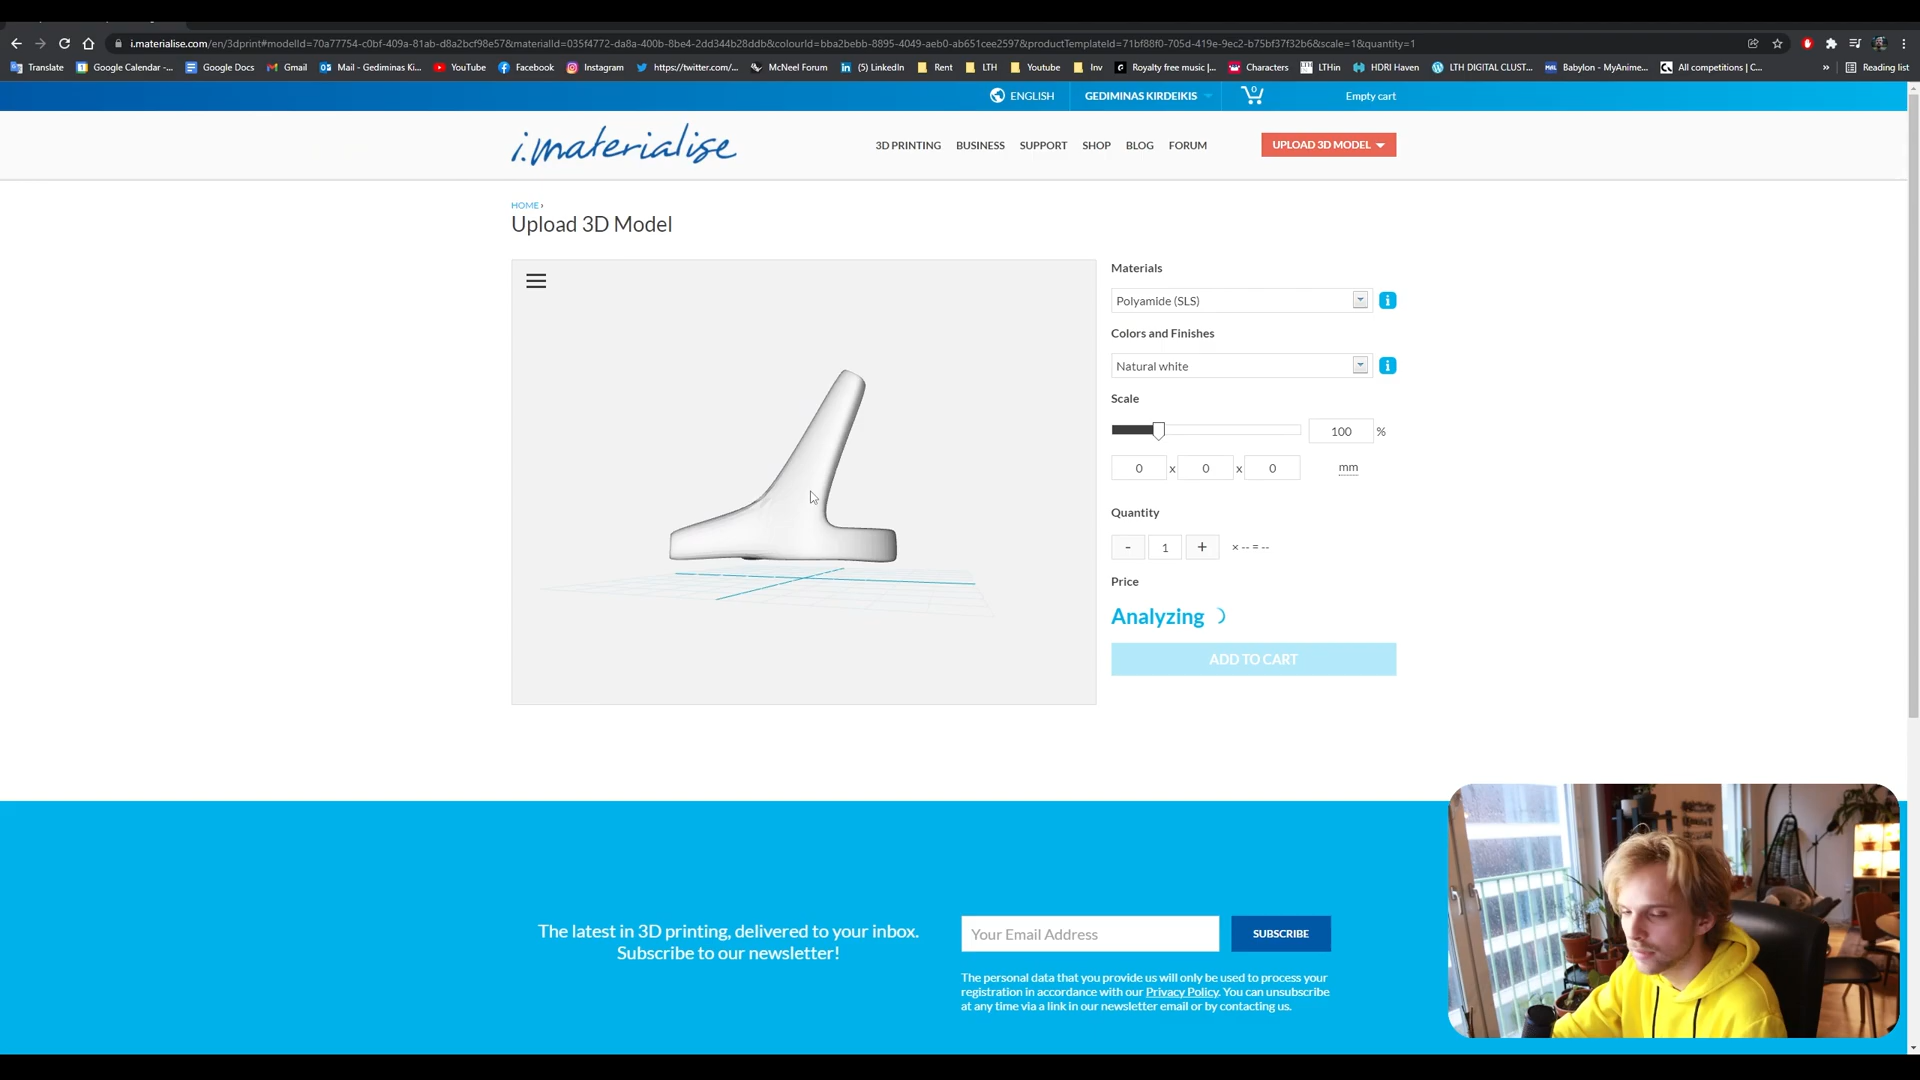 i.materialise.com/en/3dprint#modelId=70a77754-c0bf-409a-81ab-d8a2bcf98e57&materialId=035f4772-da8a-400b-8be4-2dd344b28ddb&colourId=bba2bebb-8895-4049-aeb0-ab651cee2597&productTemplateId=71bf88f0-705d-419e-9ec2-b75bf37f32b6&scale=1&quantity=1
Translate Google Calendar -... Google Docs Gmail Mail - Gediminas Ki... YouTube Facebook Instagram https://twitter.com/... McNeel Forum (5) LinkedIn Rent LTH Youtube Inv Royalty free music |... Characters LTHin HDRI Haven LTH DIGITAL CLUST... Babylon - MyAnime... All competitions | C... » Reading list
ENGLISH GEDIMINAS KIRDEIKIS 0 Empty cart
i.materialise 3D PRINTING BUSINESS SUPPORT SHOP BLOG FORUM UPLOAD 3D MODEL
HOME ›
Upload 3D Model
Materials
Polyamide (SLS)
Colors and Finishes
Natural white
Scale
100 %
0 x 0 x 0 mm
Quantity
- 1 + × -- = --
Price
Analyzing
ADD TO CART
The latest in 3D printing, delivered to your inbox.
Subscribe to our newsletter!
Your Email Address SUBSCRIBE
The personal data that you provide us will only be used to process your
registration in accordance with our Privacy Policy. You can unsubscribe
at any time via a link in our newsletter email or by contacting us.